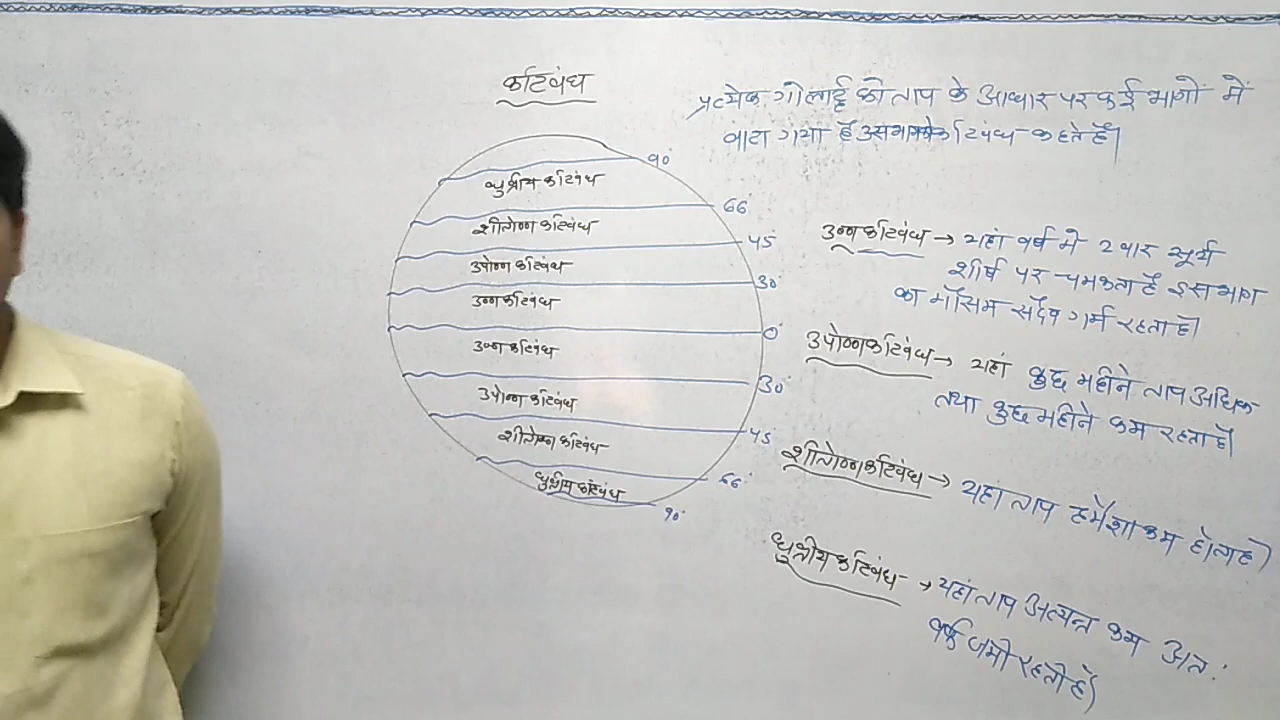 कटिबंध
प्रत्येक गोलार्द्ध को ताप के आधार पर कई भागो में
बाटा गया है उस भाग को कटिबंध कहते है।
90°
ध्रुवीय कटिबंध
66°
शीतोष्ण कटिबंध
45°
उपोष्ण कटिबंध
30°
उष्ण कटिबंध
0°
उष्ण कटिबंध
30°
उपोष्ण कटिबंध
45°
शीतोष्ण कटिबंध
66°
ध्रुवीय कटिबंध
90°
उष्ण कटिबंध → यहां वर्ष मे 2 बार सूर्य
शीर्ष पर चमकता है इस भाग
का मौसम सदैव गर्म रहता है।
उपोष्ण कटिबंध → यहां कुछ महीने ताप अधिक
तथा कुछ महीने कम रहता है।
शीतोष्ण कटिबंध → यहां ताप हमेशा कम होता है
ध्रुवीय कटिबंध → यहां ताप अत्यन्त कम अतः
बर्फ जमी रहती है।